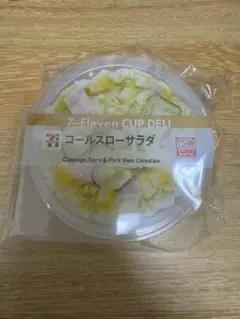 7-Eleven CUP DELI
コールスローサラダ
Cabbage, Corn & Pork Ham Coleslaw